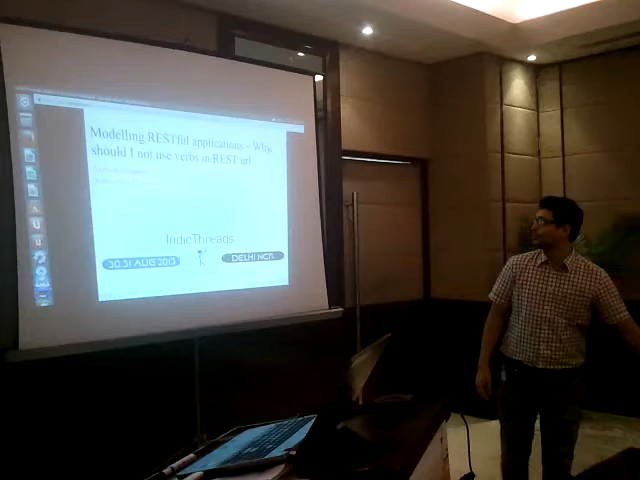 Modelling RESTful applications - Why
should I not use verbs in REST url
IndicThreads
30,31 AUG 2013
DELHI NCR